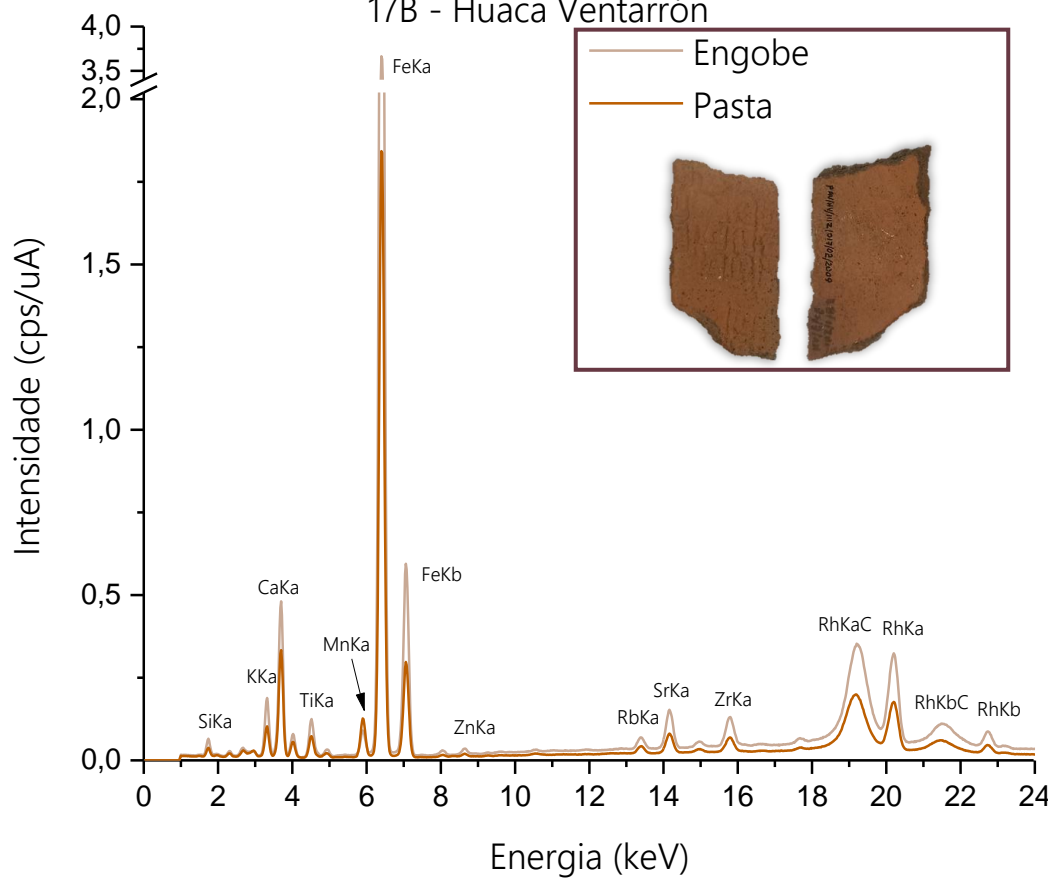 17B - Huaca Ventarrón
4,0
3,5
2,0
1,5
1,0
0,5
0,0
Intensidade (cps/uA)
Engobe
Pasta
FeKa
FeKb
CaKa
MnKa
KKa
TiKa
SiKa
ZnKa
RbKa
SrKa
ZrKa
RhKaC
RhKa
RhKbC
RhKb
0 2 4 6 8 10 12 14 16 18 20 22 24
Energia (keV)